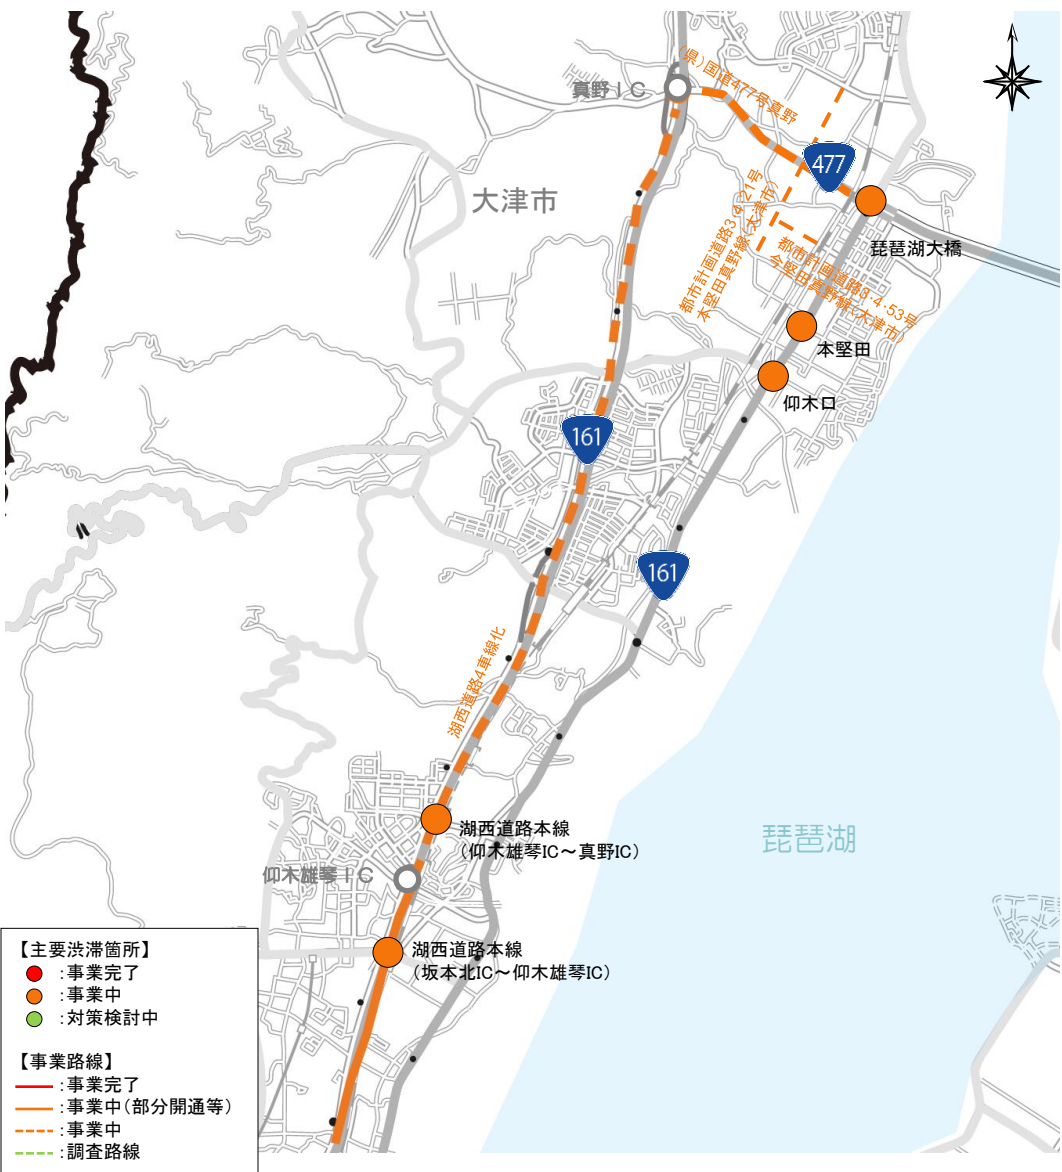 真野ＩＣ
(県)国道477号真野
477
大津市
都市計画道路3・4・21号
本堅田真野線(大津市)
琵琶湖大橋
都市計画道路3・4・53号
今堅田真野線(大津市)
本堅田
仰木口
161
161
湖西道路4車線化
湖西道路本線
(仰木雄琴IC～真野IC)
琵琶湖
仰木雄琴ＩＣ
湖西道路本線
(坂本北IC～仰木雄琴IC)
【主要渋滞箇所】
:事業完了
:事業中
:対策検討中
【事業路線】
:事業完了
:事業中(部分開通等)
:事業中
:調査路線